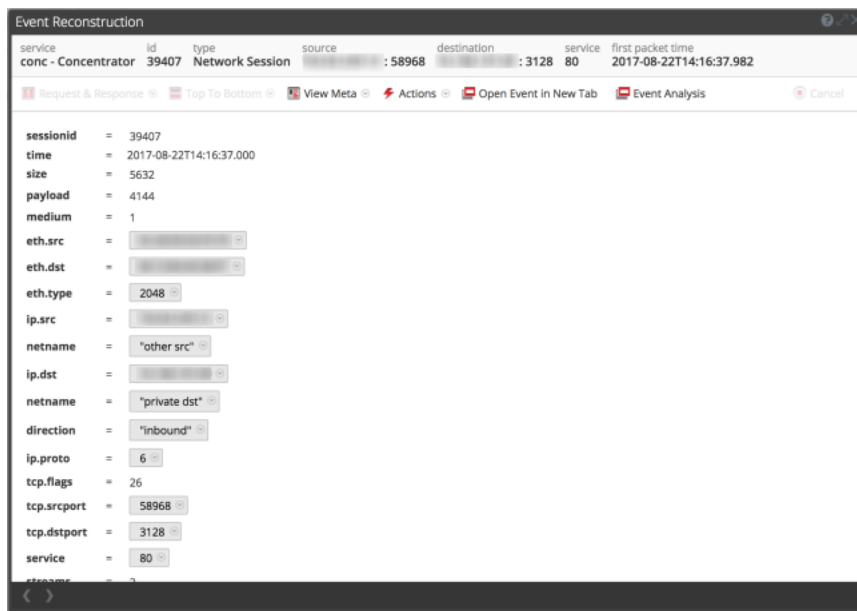 Event Reconstruction
service id type source destination service first packet time
conc - Concentrator 39407 Network Session : 58968 : 3128 80 2017-08-22T14:16:37.982
Request & Response Top To Bottom View Meta Actions Open Event in New Tab Event Analysis Cancel
sessionid = 39407
time = 2017-08-22T14:16:37.000
size = 5632
payload = 4144
medium = 1
eth.src =
eth.dst =
eth.type = 2048
ip.src =
netname = "other src"
ip.dst =
netname = "private dst"
direction = "inbound"
ip.proto = 6
tcp.flags = 26
tcp.srcport = 58968
tcp.dstport = 3128
service = 80
streams = 2